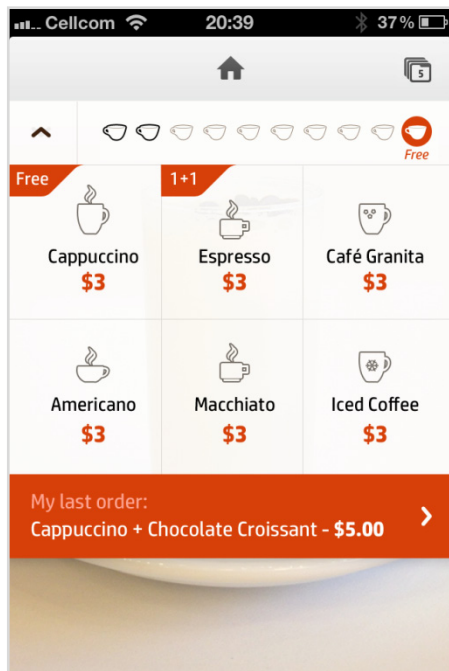 Cellcom 20:39 37%
5
Free
Free 1+1
Cappuccino Espresso Café Granita
$3 $3 $3
Americano Macchiato Iced Coffee
$3 $3 $3
My last order:
Cappuccino + Chocolate Croissant - $5.00